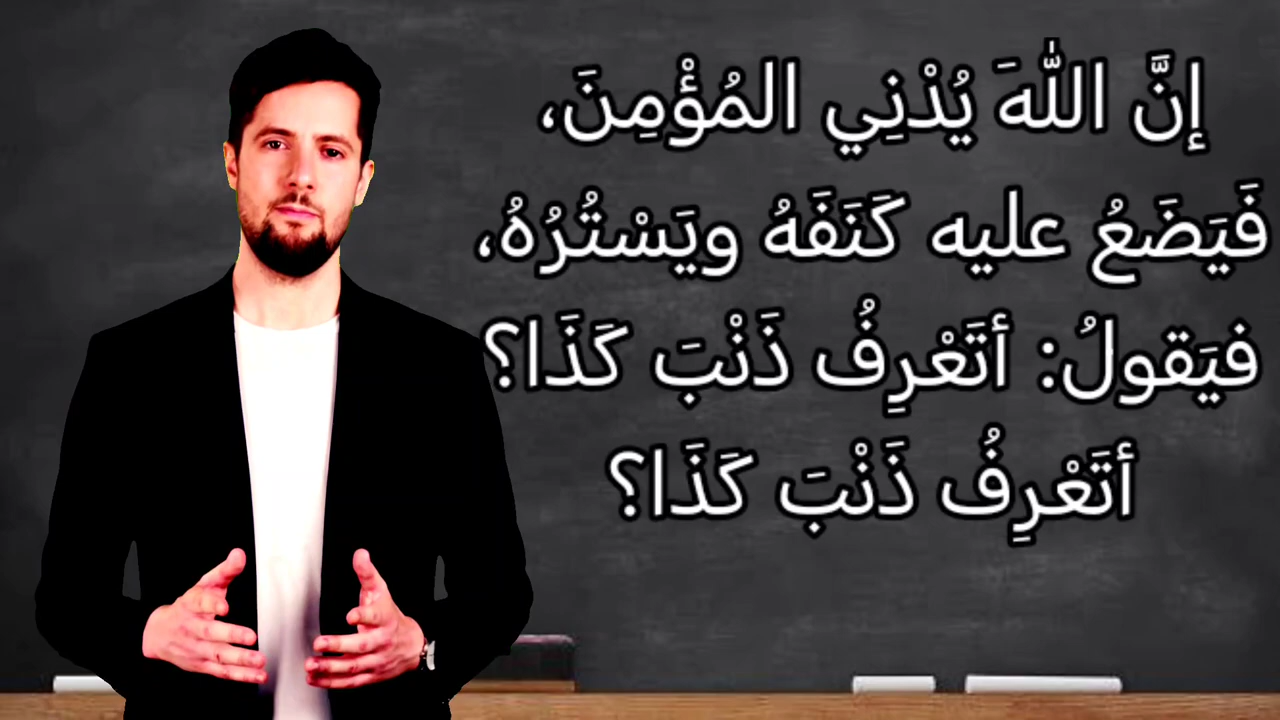 إنَّ اللَّهَ يُدْنِي المُؤْمِنَ،
فَيَضَعُ عليه كَنَفَهُ ويَسْتُرُهُ،
فيَقولُ: أتَعْرِفُ ذَنْبَ كَذَا؟
أتَعْرِفُ ذَنْبَ كَذَا؟